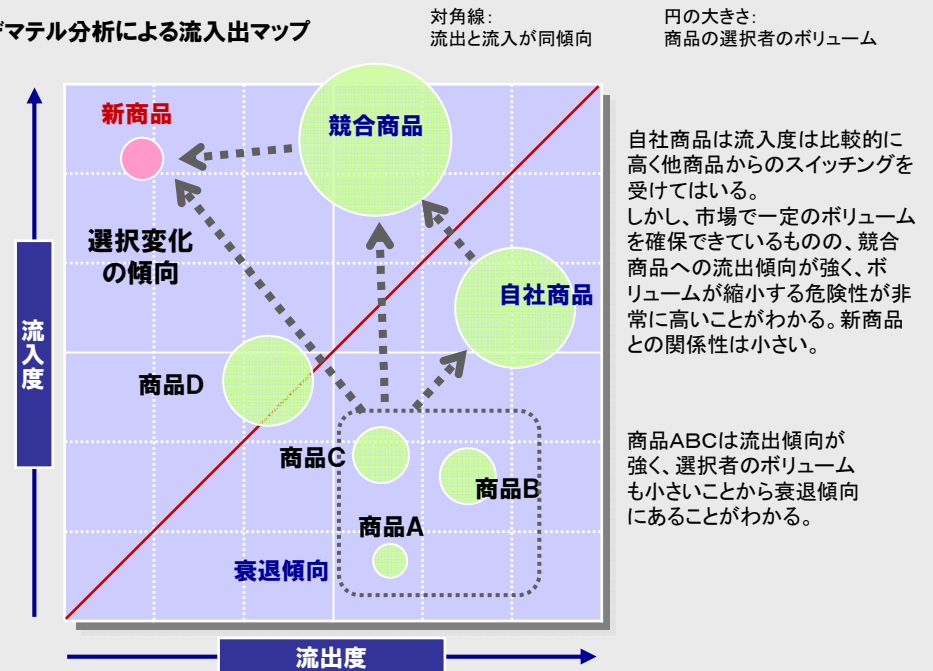 デマテル分析による流入出マップ
対角線:
流出と流入が同傾向
円の大きさ:
商品の選択者のボリューム
新商品
競合商品
選択変化
の傾向
自社商品
流入度
商品D
商品C
商品B
商品A
衰退傾向
流出度
自社商品は流入度は比較的に
高く他商品からのスイッチングを
受けてはいる。
しかし、市場で一定のボリューム
を確保できているものの、競合
商品への流出傾向が強く、ボ
リュームが縮小する危険性が非
常に高いことがわかる。新商品
との関係性は小さい。
商品ABCは流出傾向が
強く、選択者のボリューム
も小さいことから衰退傾向
にあることがわかる。